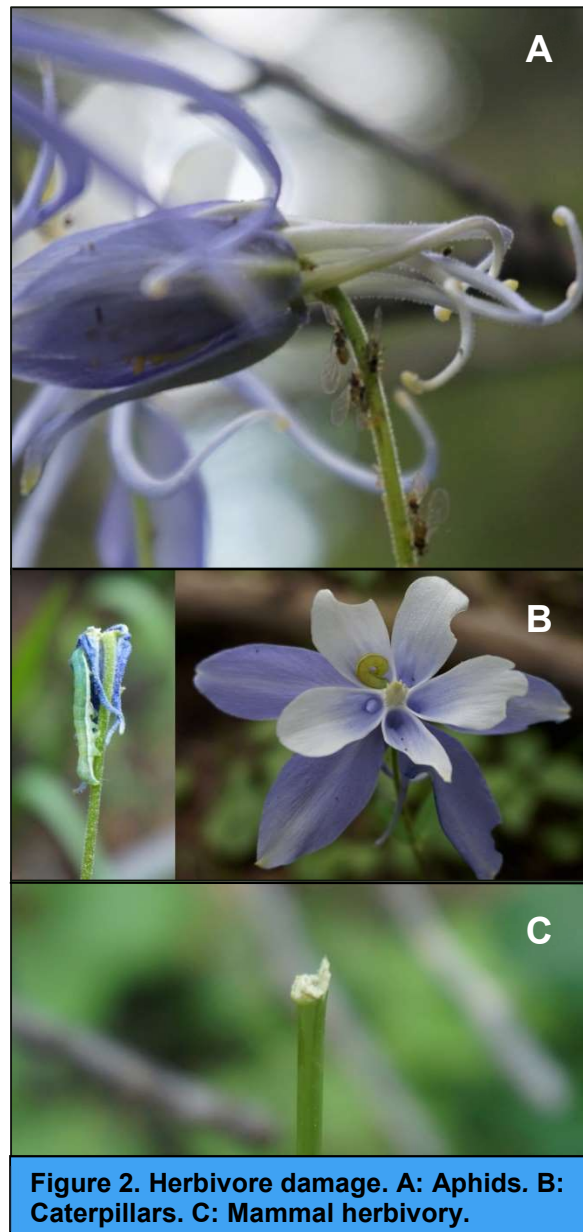 A
B
C
Figure 2. Herbivore damage. A: Aphids. B:
Caterpillars. C: Mammal herbivory.